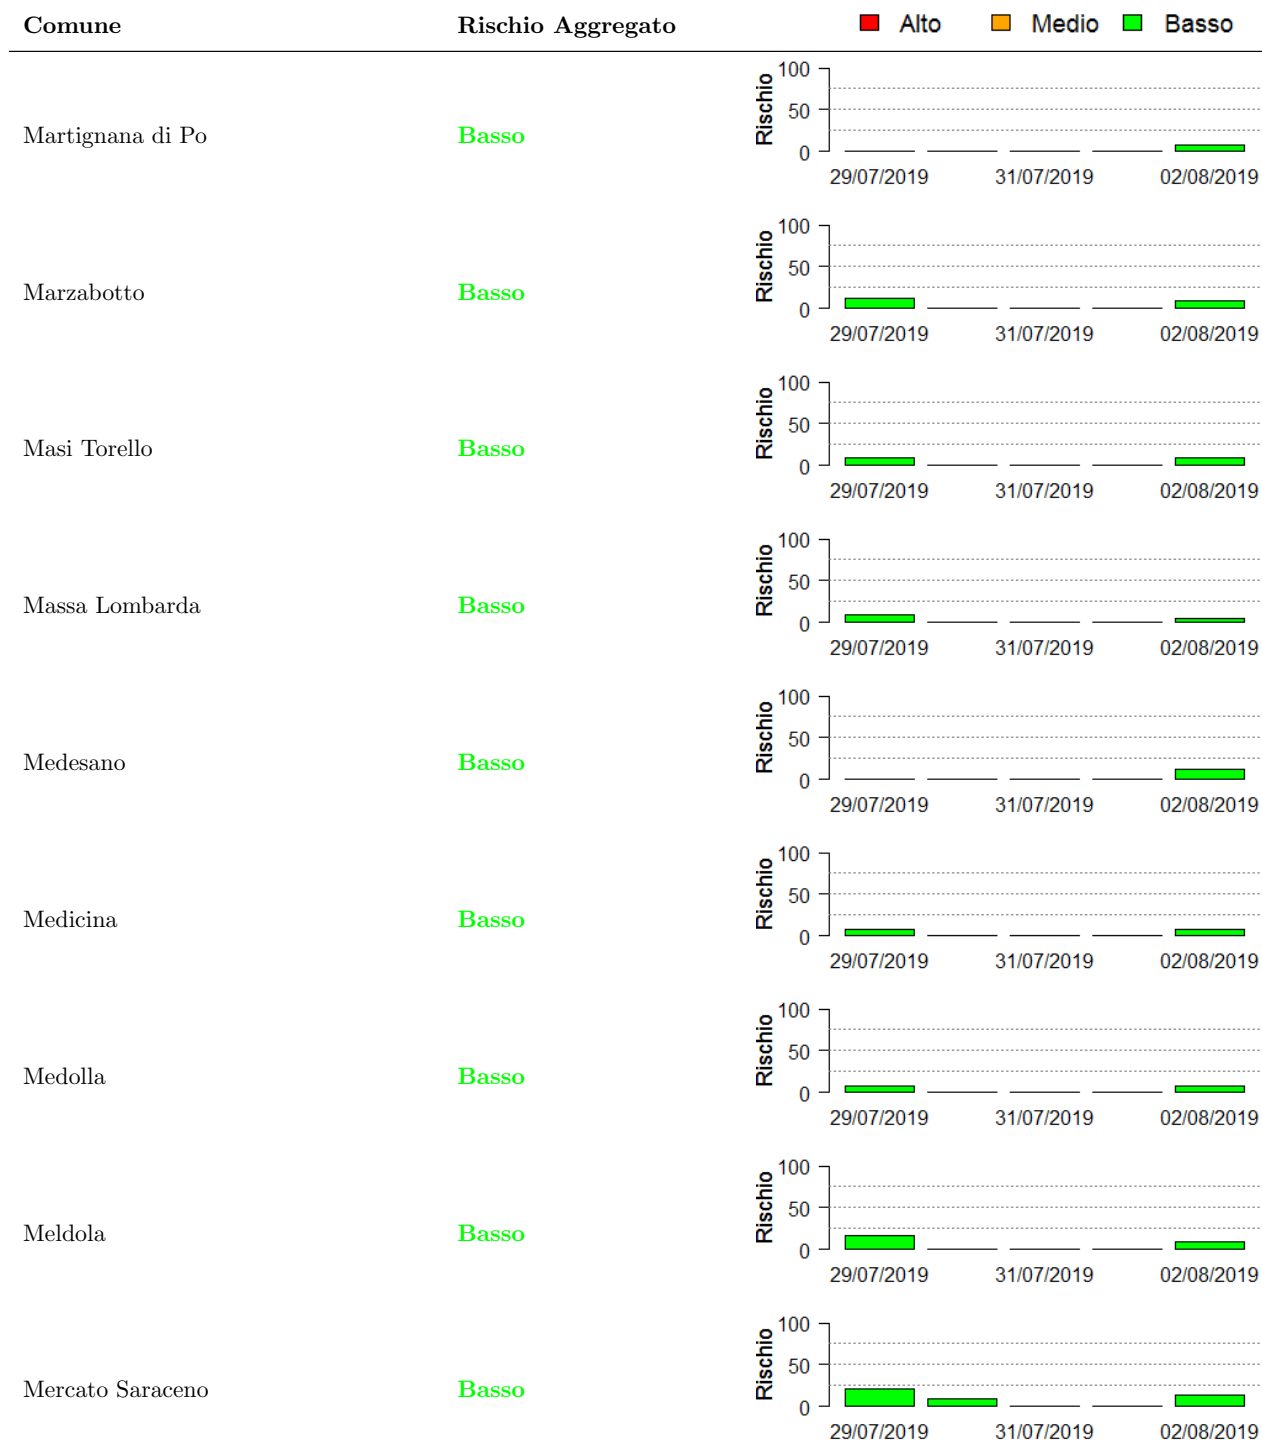 Comune Rischio Aggregato Alto Medio Basso
Martignana di Po Basso Rischio 100 50 0
29/07/2019 31/07/2019 02/08/2019
Marzabotto Basso Rischio 100 50 0
29/07/2019 31/07/2019 02/08/2019
Masi Torello Basso Rischio 100 50 0
29/07/2019 31/07/2019 02/08/2019
Massa Lombarda Basso Rischio 100 50 0
29/07/2019 31/07/2019 02/08/2019
Medesano Basso Rischio 100 50 0
29/07/2019 31/07/2019 02/08/2019
Medicina Basso Rischio 100 50 0
29/07/2019 31/07/2019 02/08/2019
Medolla Basso Rischio 100 50 0
29/07/2019 31/07/2019 02/08/2019
Meldola Basso Rischio 100 50 0
29/07/2019 31/07/2019 02/08/2019
Mercato Saraceno Basso Rischio 100 50 0
29/07/2019 31/07/2019 02/08/2019